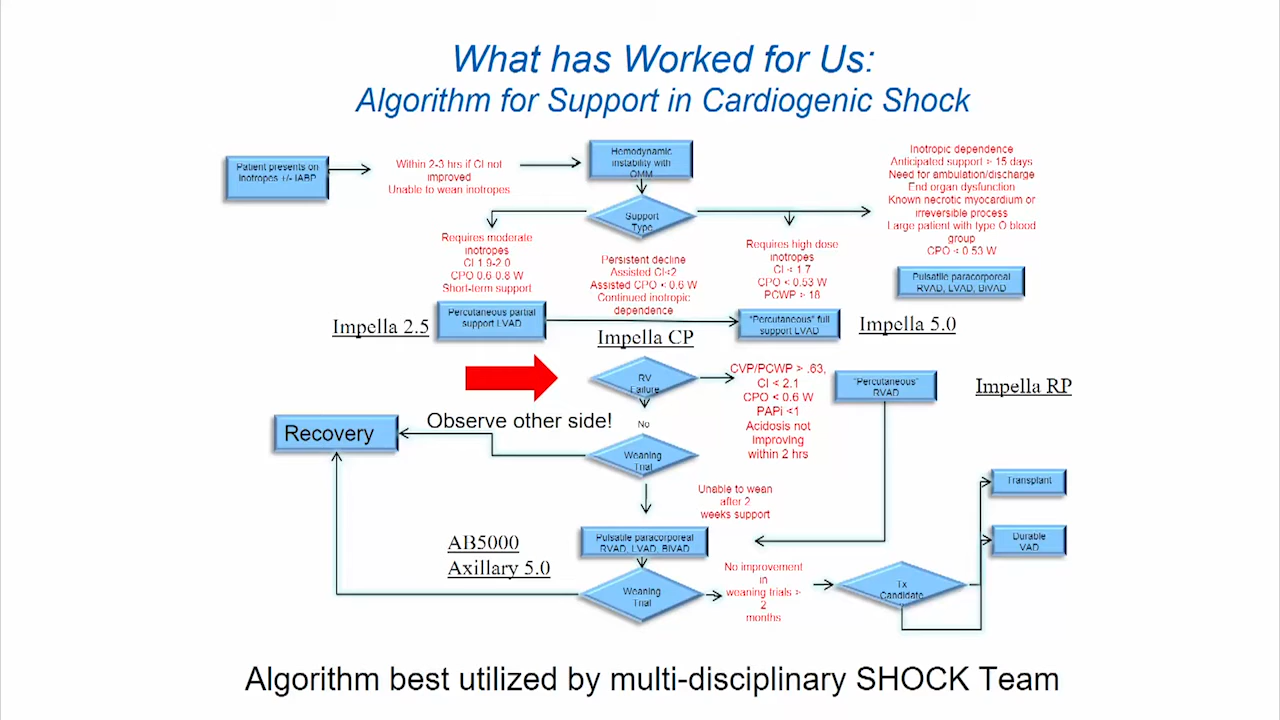 What has Worked for Us:
Algorithm for Support in Cardiogenic Shock
Patient presents on
Inotropes +/- IABP
Within 2-3 hrs if CI not
improved
Unable to wean inotropes
Hemodynamic
instability with
OMM
Support
Type
Inotropic dependence
Anticipated support > 15 days
Need for ambulation/discharge
End organ dysfunction
Known necrotic myocardium or
irreversible process
Large patient with type O blood
group
CPO < 0.53 W
Pulsatile paracorporeal
RVAD, LVAD, BiVAD
Requires moderate
inotropes
CI 1.9-2.0
CPO 0.6-0.8 W
Short-term support
Persistent decline
Assisted CI<2
Assisted CPO < 0.6 W
Continued inotropic
dependence
Requires high dose
inotropes
CI < 1.7
CPO < 0.53 W
PCWP > 18
Impella 2.5
Percutaneous partial
support LVAD
"Percutaneous" full
support LVAD
Impella 5.0
Impella CP
RV
Failure
CVP/PCWP > .63,
CI < 2.1
CPO < 0.6 W
PAPi <1
Acidosis not
Improving
within 2 hrs
"Percutaneous"
RVAD
Impella RP
Observe other side!
No
Recovery
Weaning
Trial
Unable to wean
after 2
weeks support
Transplant
AB5000
Axillary 5.0
Pulsatile paracorporeal
RVAD, LVAD, BIVAD
Durable
VAD
Weaning
Trial
No improvement
in
weaning trials >
2
months
Tx
Candidate
Algorithm best utilized by multi-disciplinary SHOCK Team